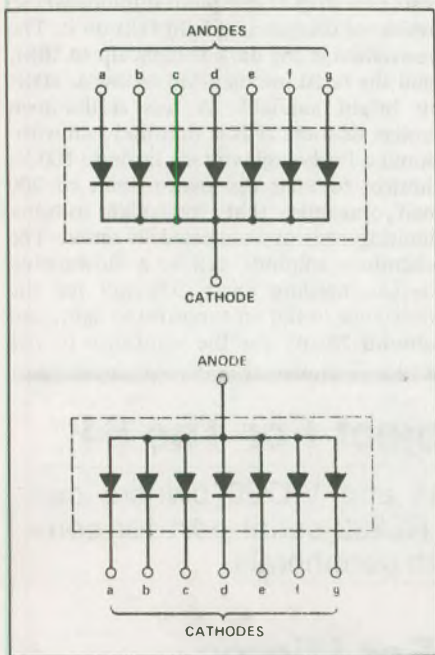 ANODES
a b c d e f g
CATHODE
ANODE
a b c d e f g
CATHODES